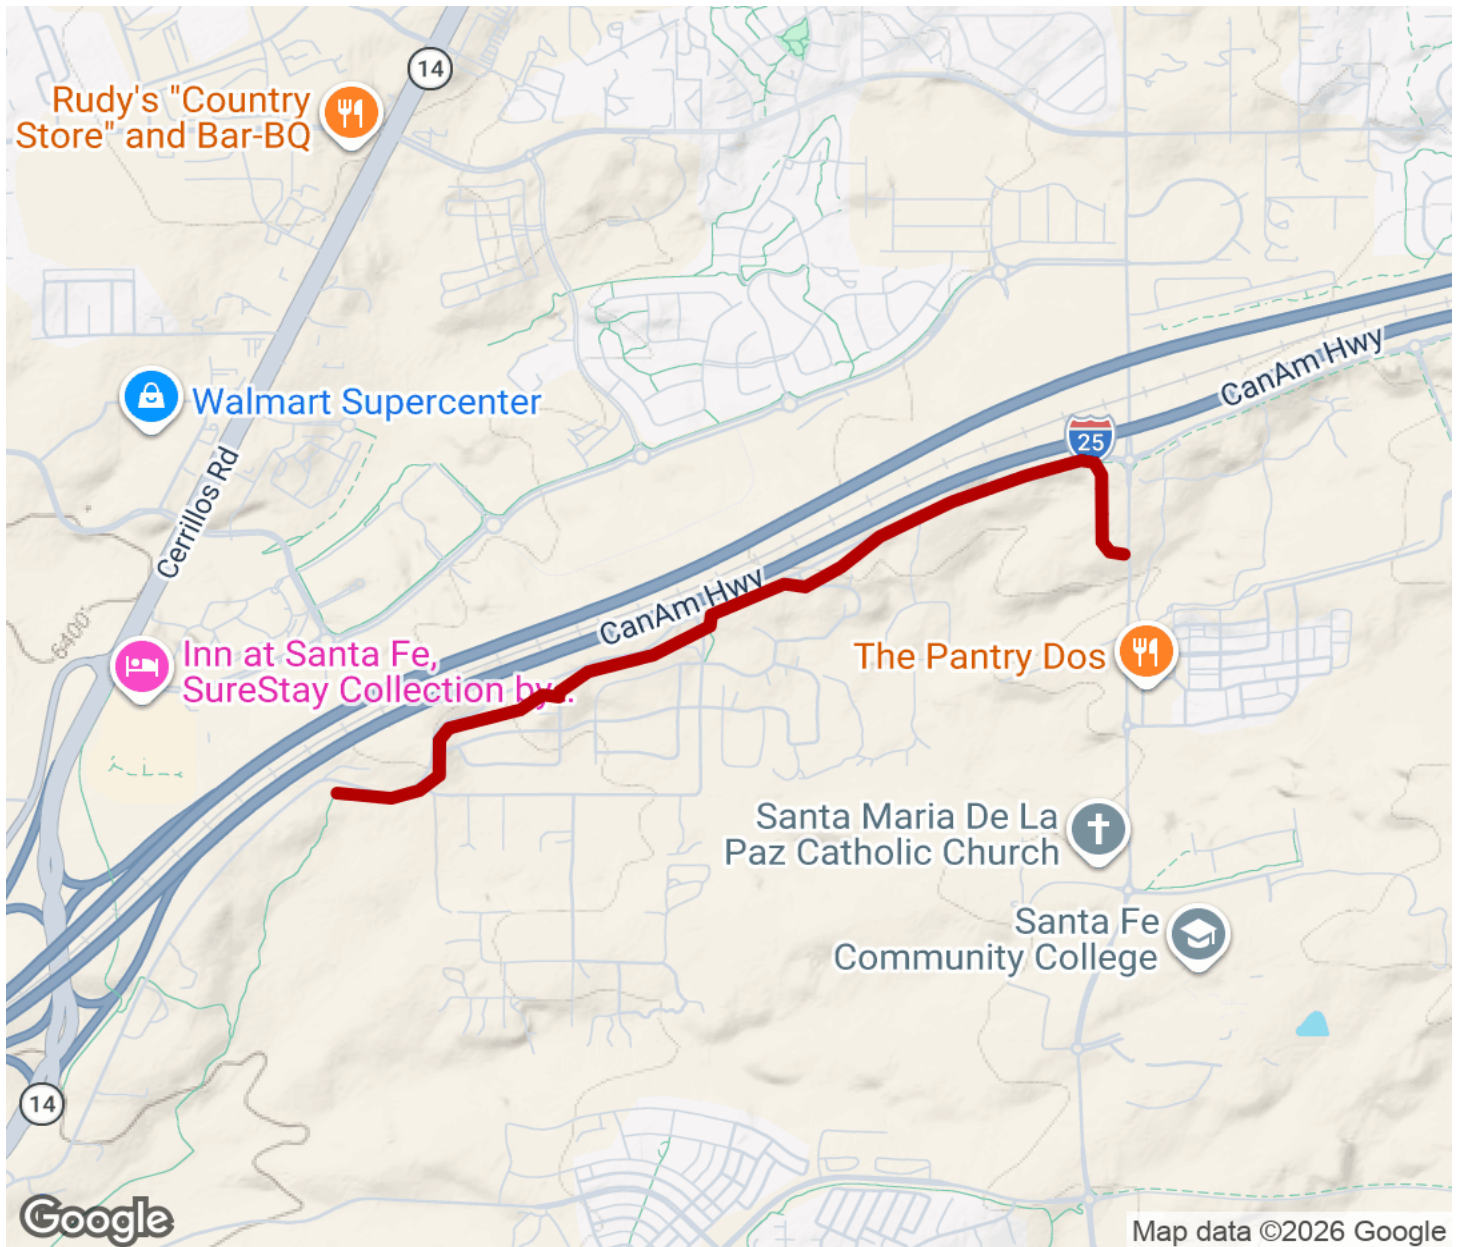 14
Rudy's "Country
Store" and Bar-BQ
CanAm Hwy
Walmart Supercenter
25
Cerrillos Rd
CanAm Hwy
6400'
Inn at Santa Fe,
SureStay Collection by...
The Pantry Dos
Santa Maria De La
Paz Catholic Church
Santa Fe
Community College
14
Google
Map data ©2026 Google